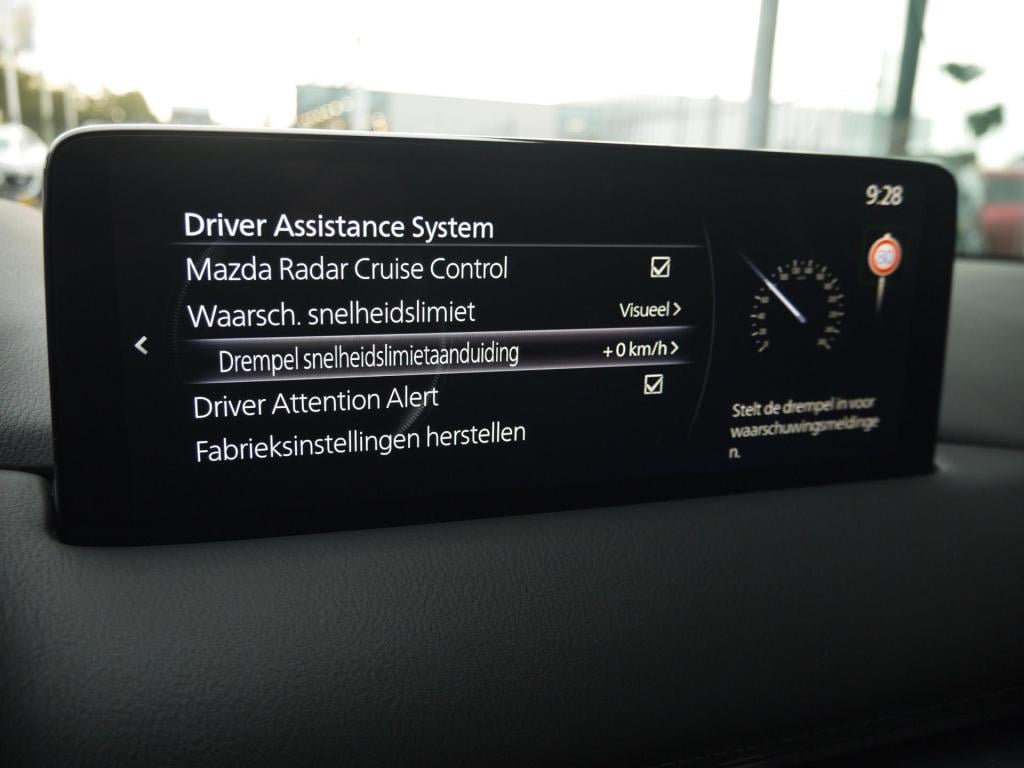 9:28
Driver Assistance System
Mazda Radar Cruise Control
Waarsch. snelheidslimiet Visueel >
Drempel snelheidslimietaanduiding + 0 km/h >
Driver Attention Alert
Fabrieksinstellingen herstellen
Stelt de drempel in voor
waarschuwingsmeldinge
n.